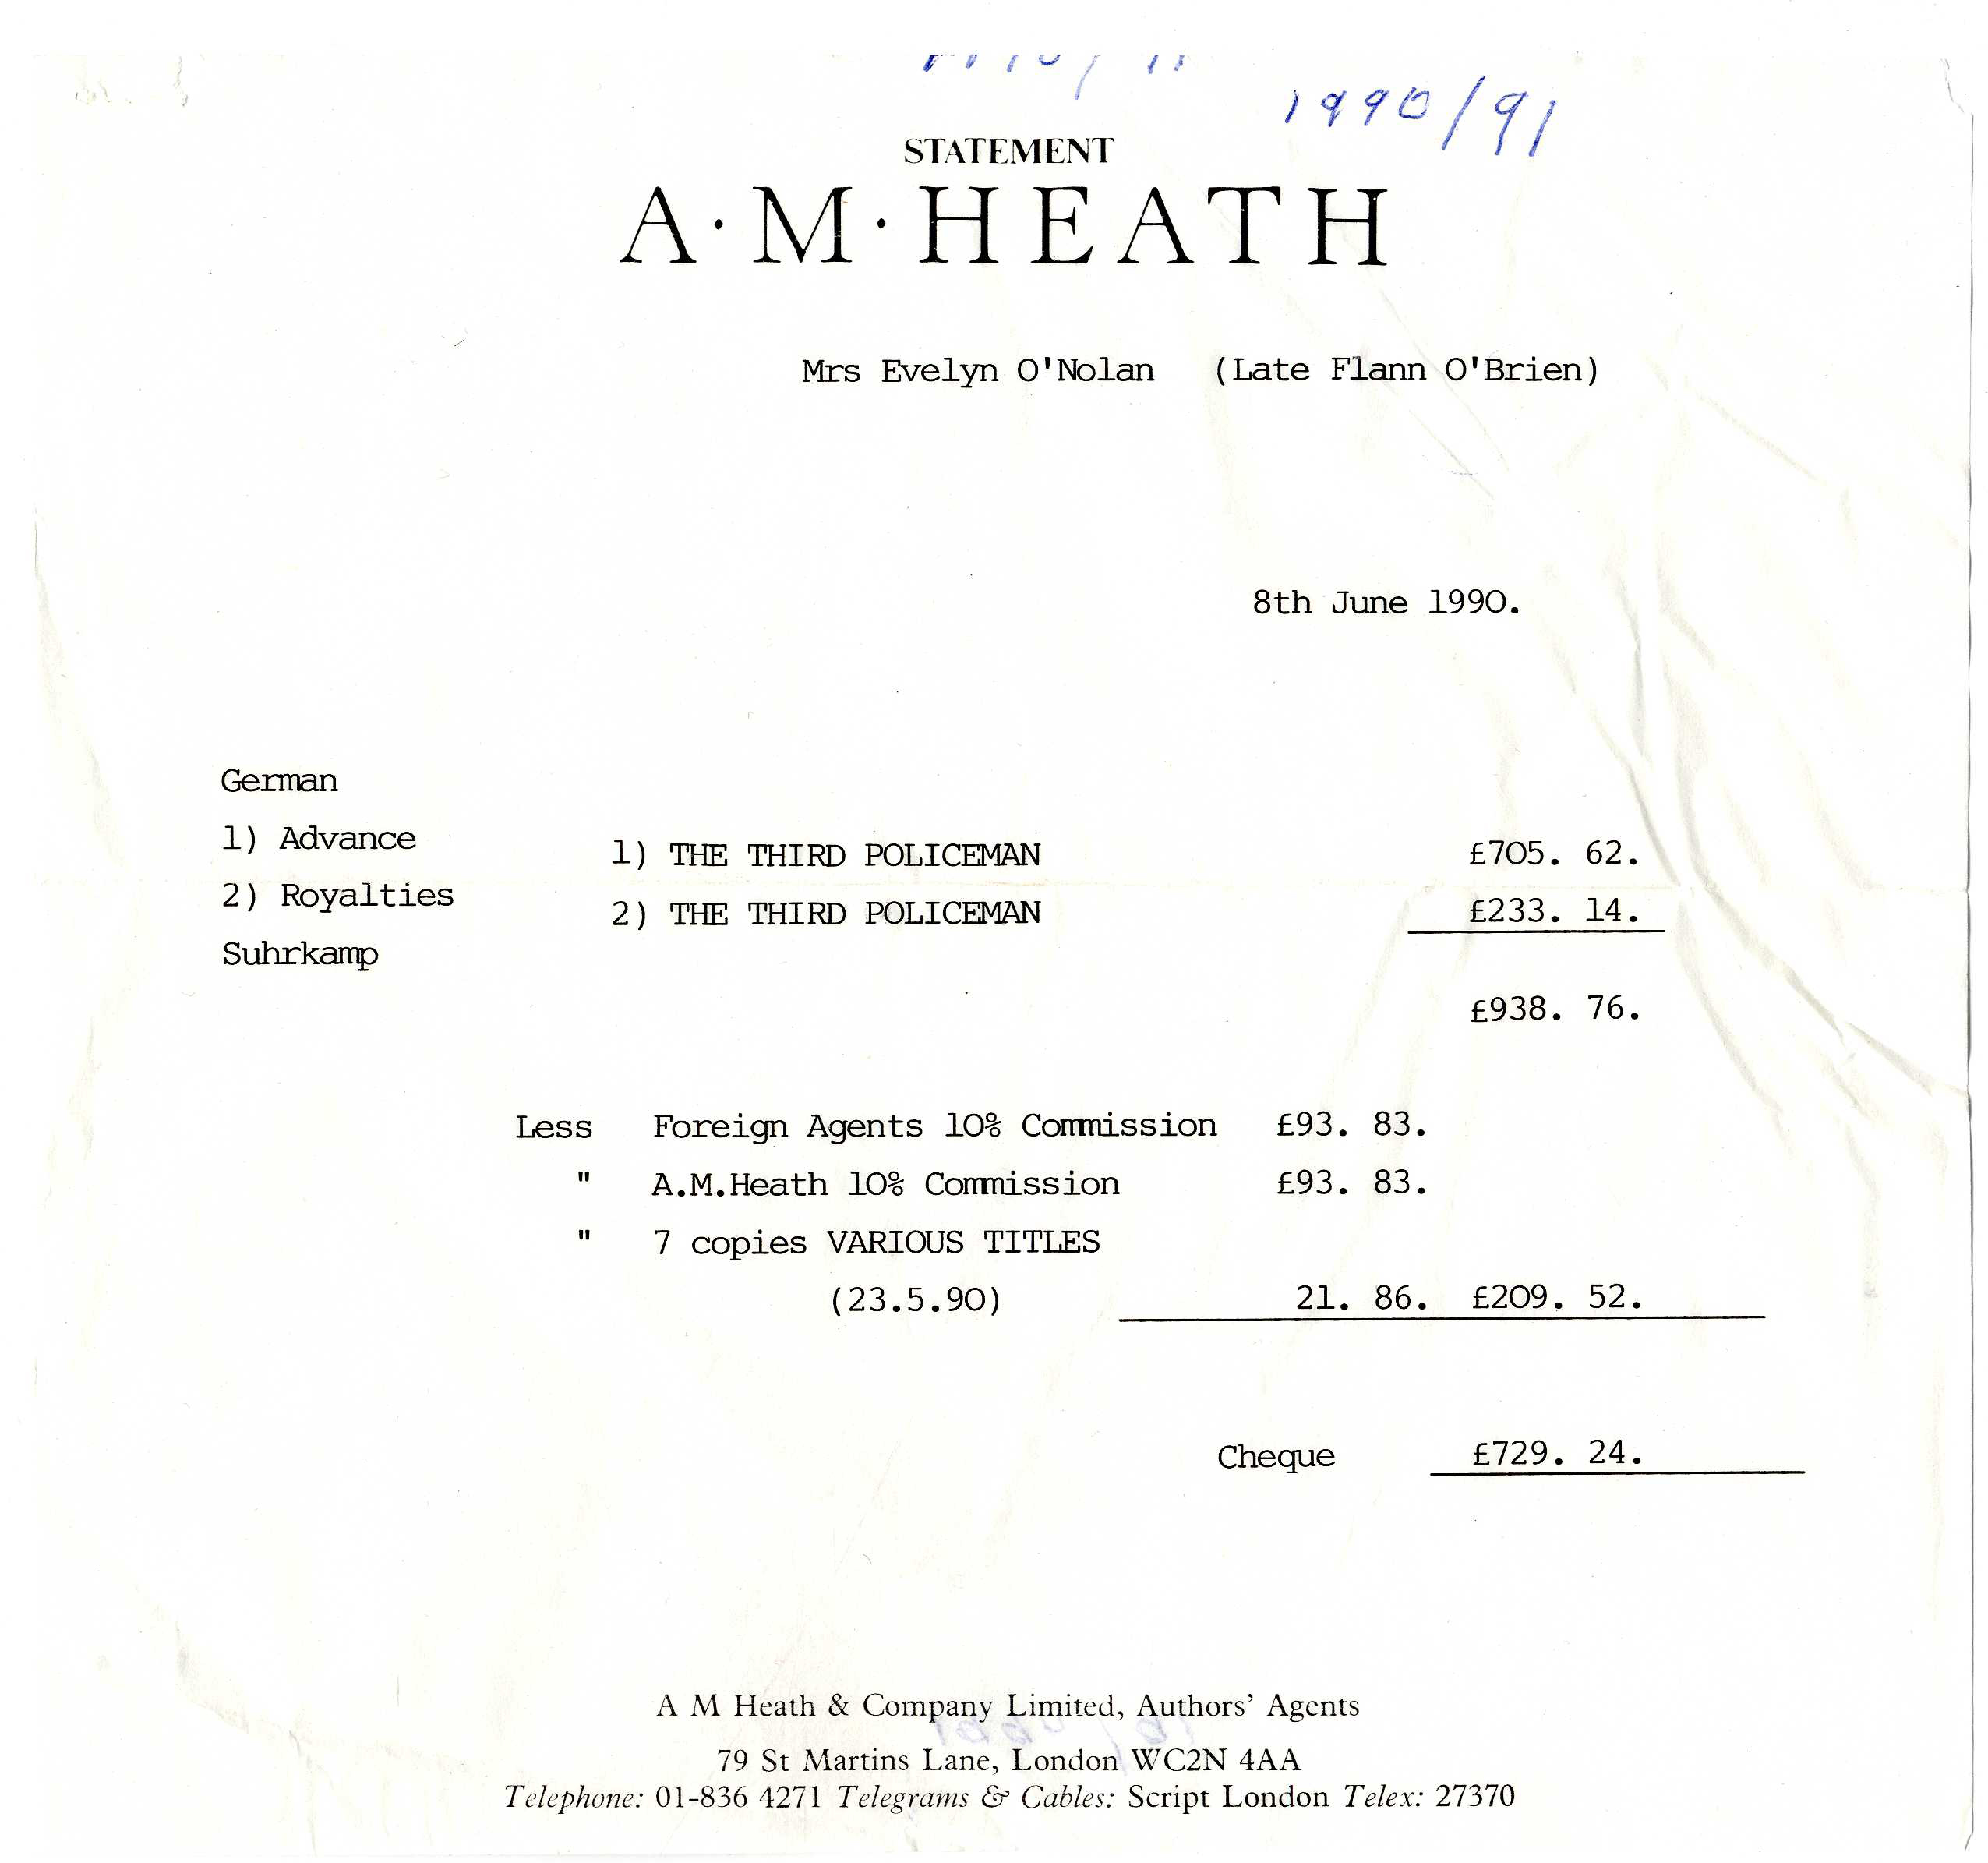 1990/91
STATEMENT
A·M·HEATH
Mrs Evelyn O'Nolan (Late Flann O'Brien)
8th June 1990.
German
1) Advance 1) THE THIRD POLICEMAN £705. 62.
2) Royalties 2) THE THIRD POLICEMAN £233. 14.
Suhrkamp
£938. 76.
Less Foreign Agents 10% Commission £93. 83.
" A.M.Heath 10% Commission £93. 83.
" 7 copies VARIOUS TITLES
(23.5.90) 21. 86. £209. 52.
Cheque £729. 24.
A M Heath & Company Limited, Authors' Agents
79 St Martins Lane, London WC2N 4AA
Telephone: 01-836 4271 Telegrams & Cables: Script London Telex: 27370